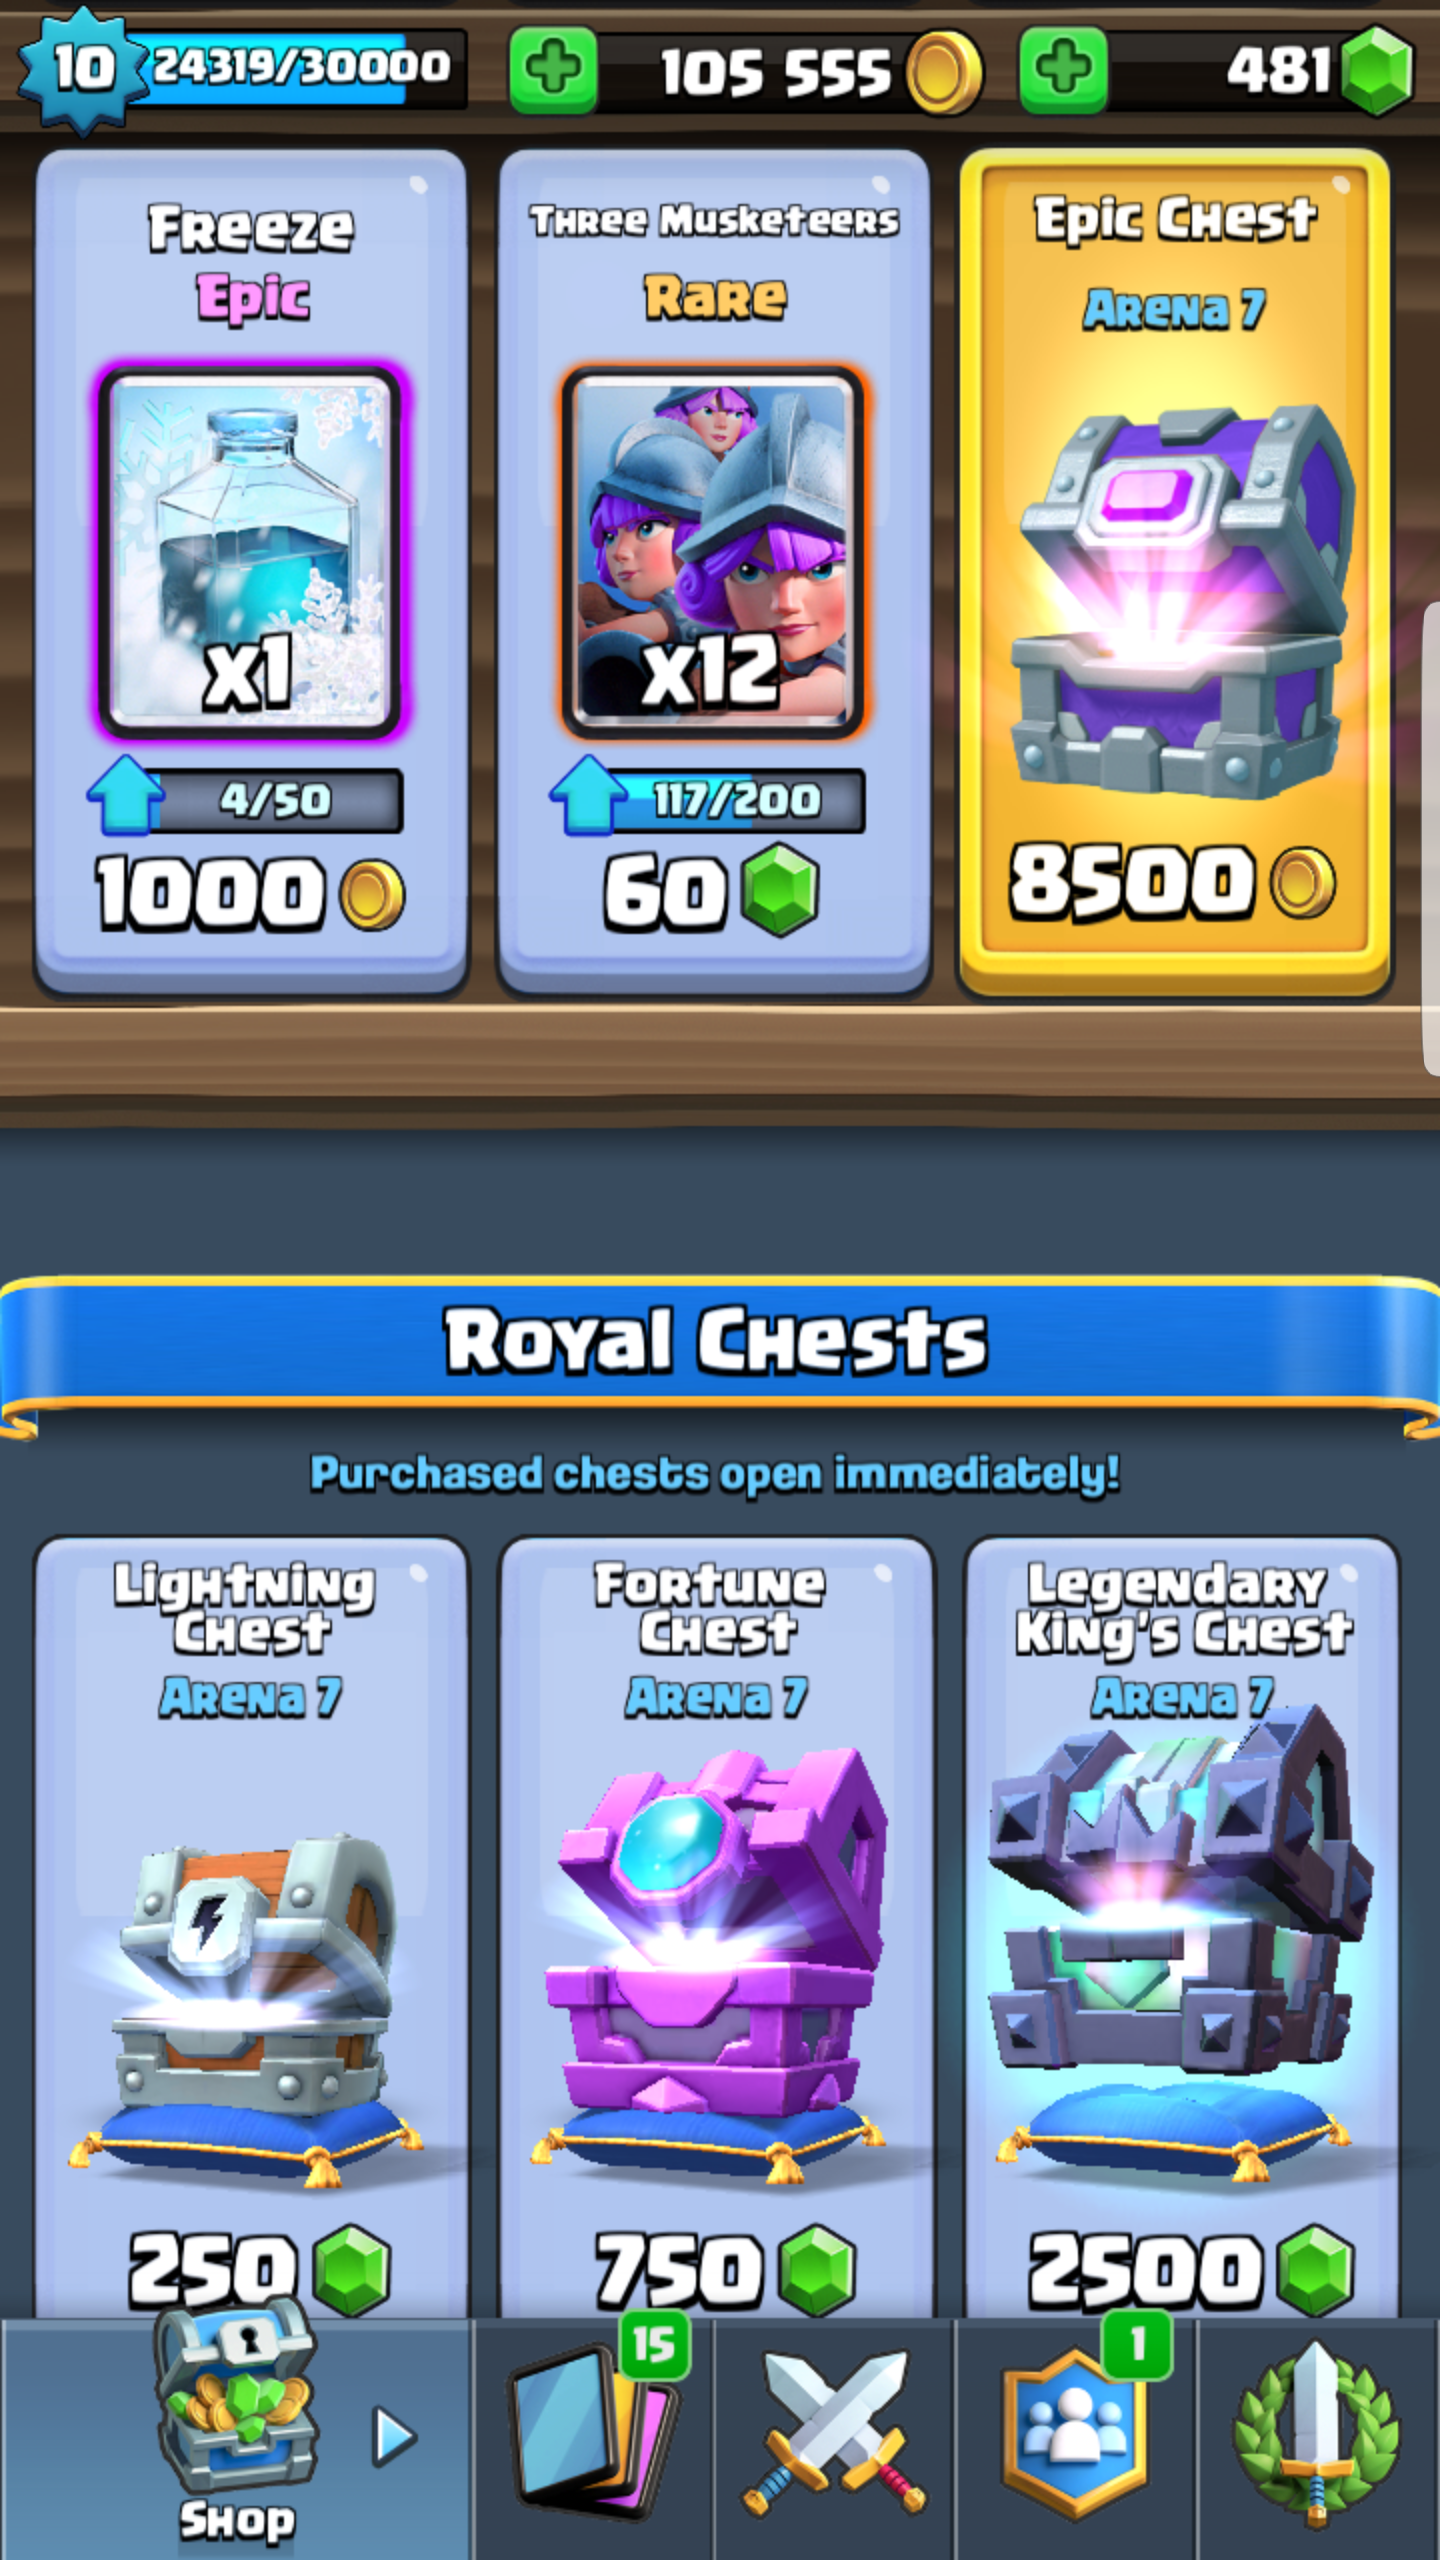 10 24319/30000 105 555 481
Freeze
Epic
x1
4/50
1000
Three Musketeers
Rare
x12
117/200
60
Epic Chest
Arena 7
8500
Royal Chests
Purchased chests open immediately!
Lightning
Chest
Arena 7
250
Fortune
Chest
Arena 7
750
Legendary
King's Chest
Arena 7
2500
Shop
15
1